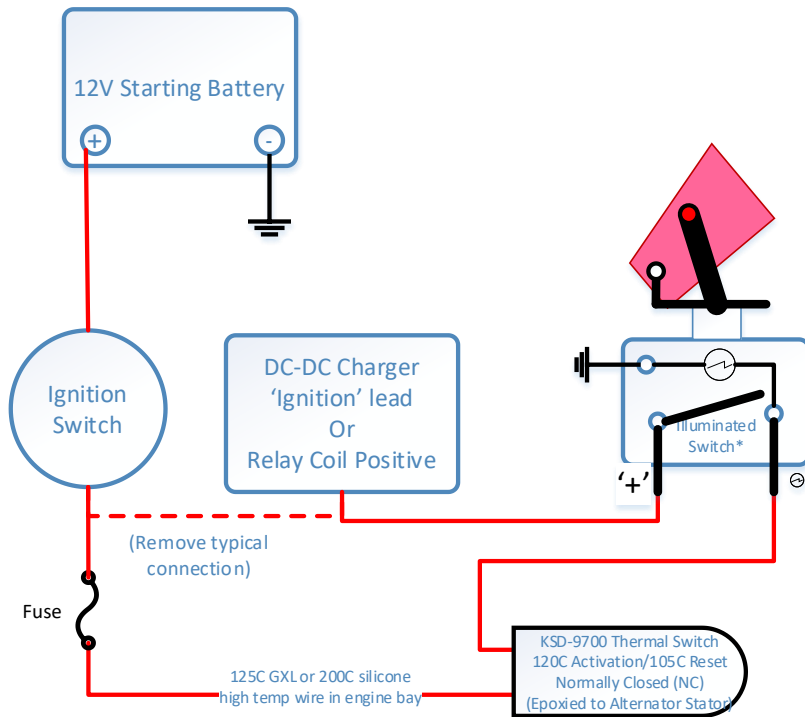 12V Starting Battery
+
-
Ignition
Switch
DC-DC Charger
‘Ignition’ lead
Or
Relay Coil Positive
Illuminated
Switch*
‘+’
(Remove typical
connection)
Fuse
125C GXL or 200C silicone
high temp wire in engine bay
KSD-9700 Thermal Switch
120C Activation/105C Reset
Normally Closed (NC)
(Epoxied to Alternator Stator)